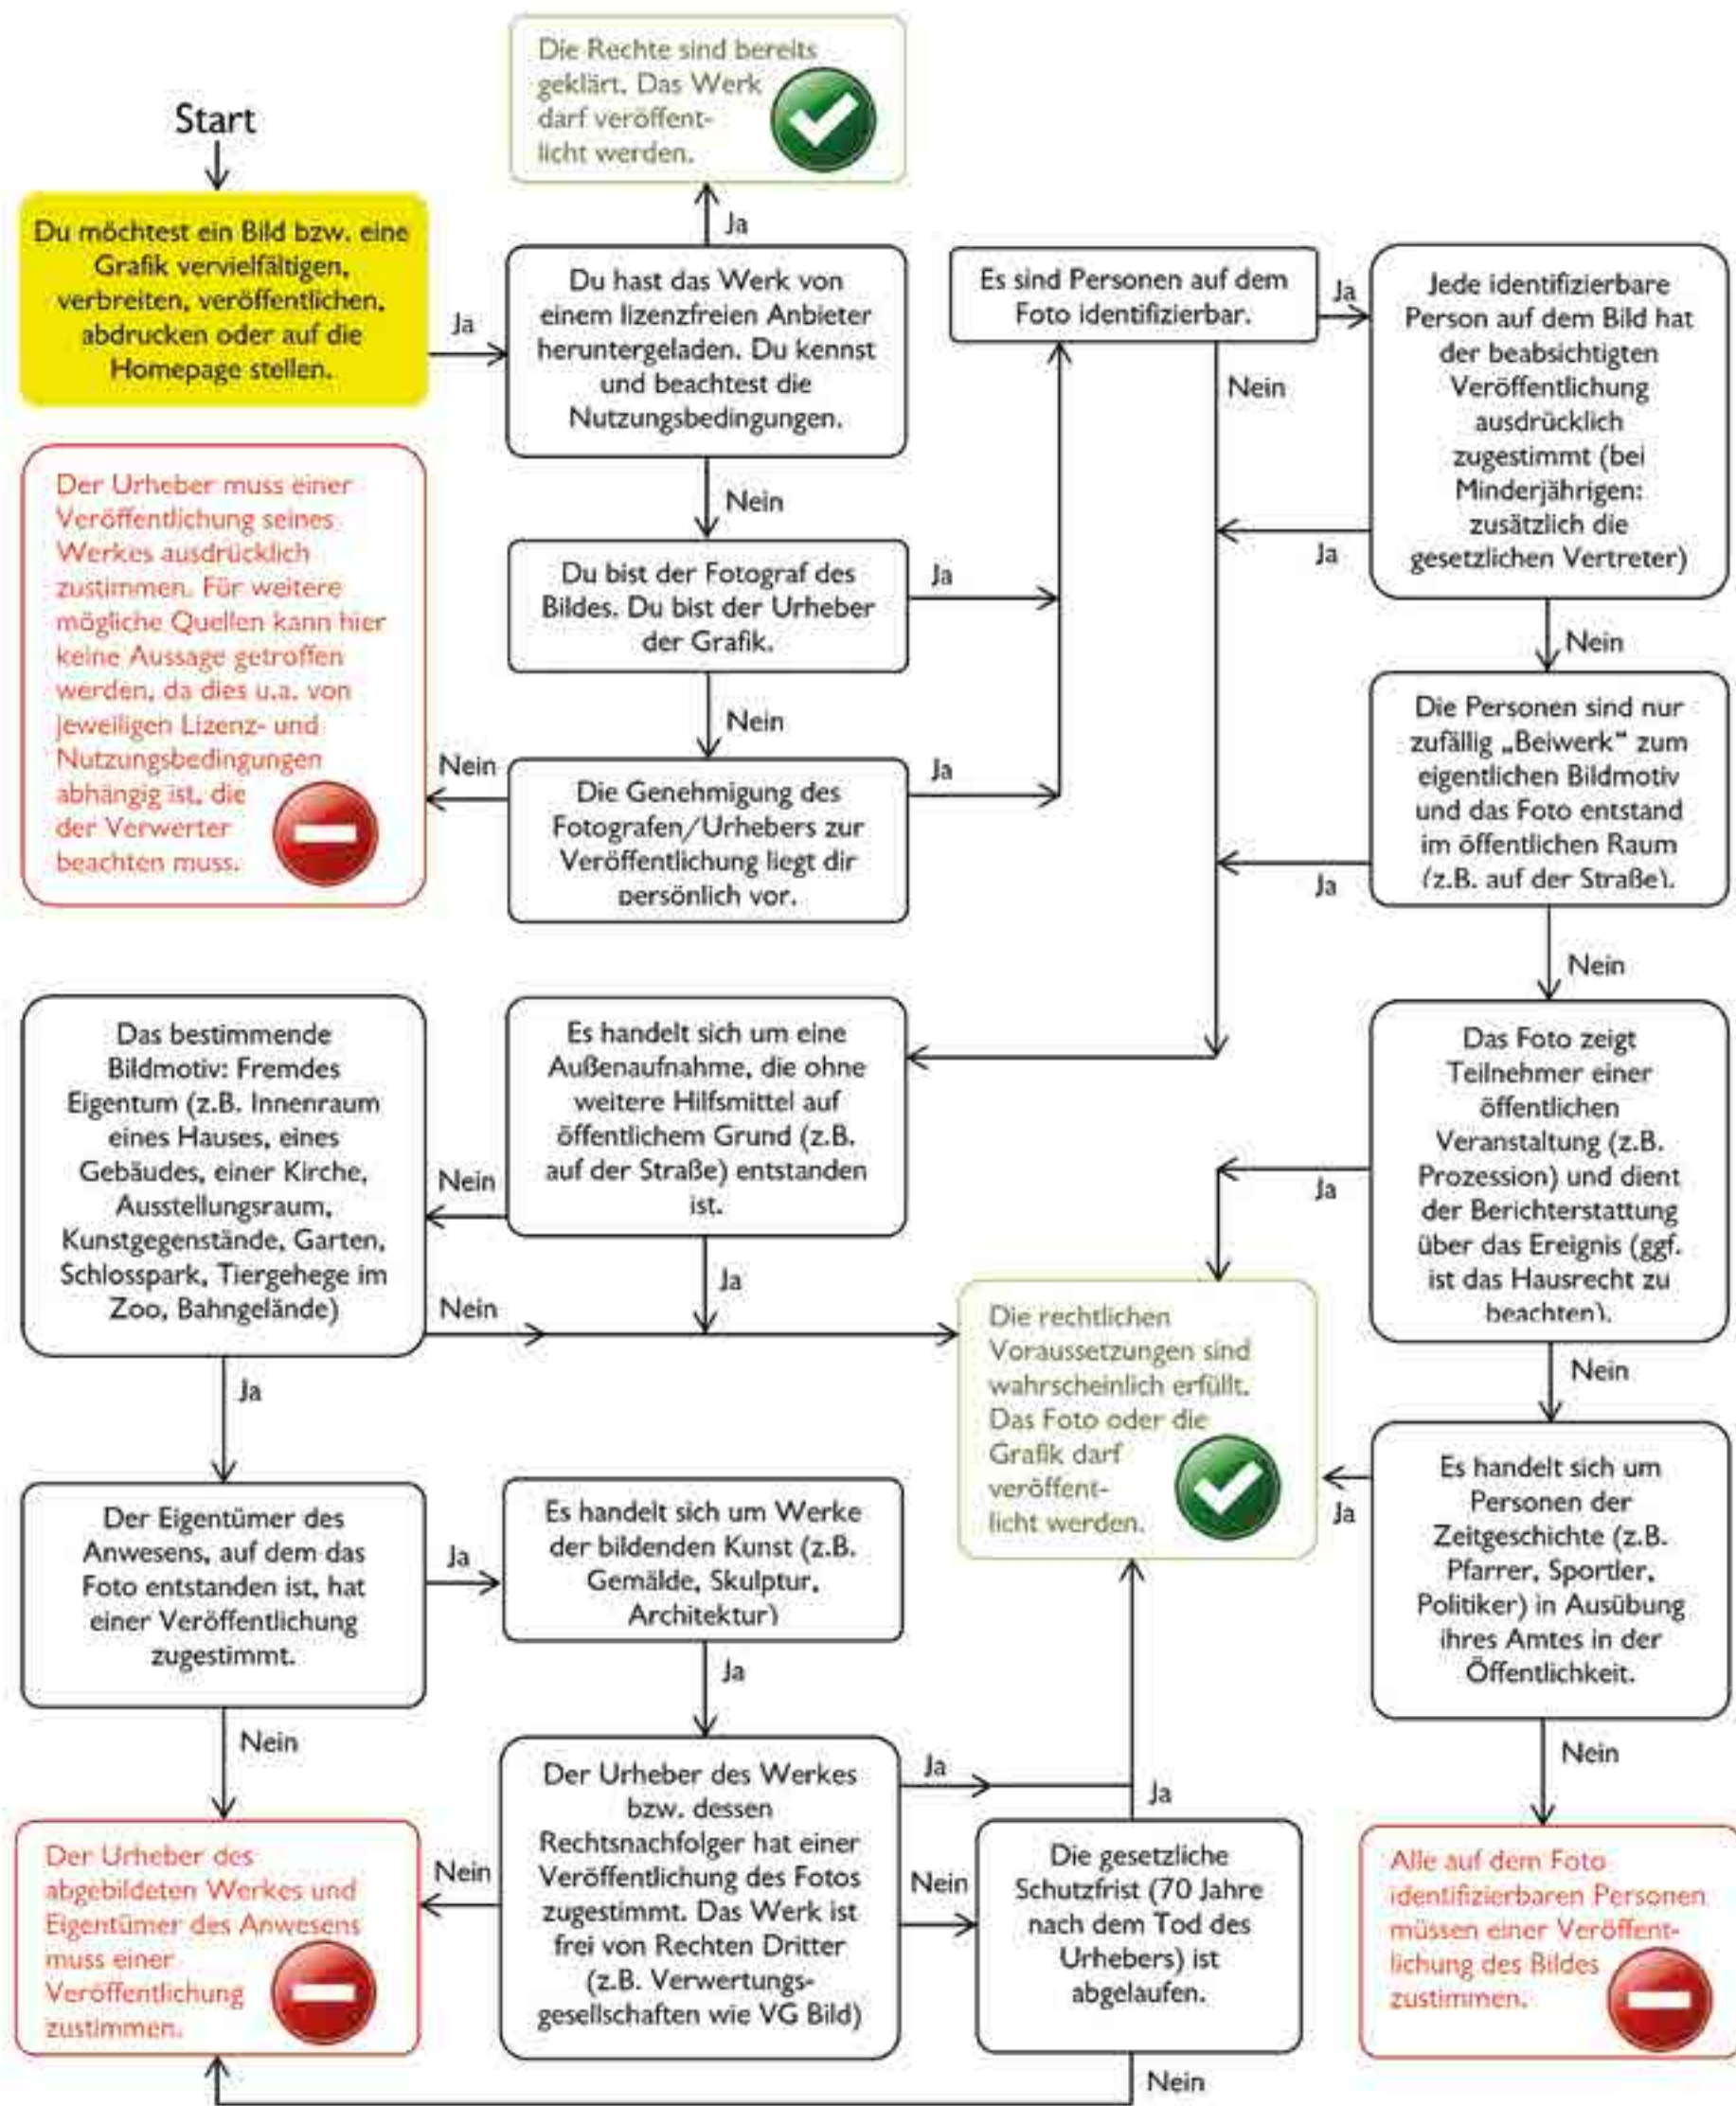 Start
Du möchtest ein Bild bzw. eine
Grafik vervielfältigen,
verbreiten, veröffentlichen,
abdrucken oder auf die
Homepage stellen.
Ja
Die Rechte sind bereits
geklärt. Das Werk
darf veröffent-
licht werden.
Ja
Du hast das Werk von
einem lizenzfreien Anbieter
heruntergeladen. Du kennst
und beachtest die
Nutzungsbedingungen.
Nein
Du bist der Fotograf des
Bildes. Du bist der Urheber
der Grafik.
Ja
Nein
Die Genehmigung des
Fotografen/Urhebers zur
Veröffentlichung liegt dir
persönlich vor.
Ja
Nein
Der Urheber muss einer
Veröffentlichung seines
Werkes ausdrücklich
zustimmen. Für weitere
mögliche Quellen kann hier
keine Aussage getroffen
werden, da dies u.a. von
jeweiligen Lizenz- und
Nutzungsbedingungen
abhängig ist, die
der Verwerter
beachten muss.
Es sind Personen auf dem
Foto identifizierbar.
Ja
Nein
Jede identifizierbare
Person auf dem Bild hat
der beabsichtigten
Veröffentlichung
ausdrücklich
zugestimmt (bei
Minderjährigen:
zusätzlich die
gesetzlichen Vertreter)
Ja
Nein
Die Personen sind nur
zufällig „Beiwerk“ zum
eigentlichen Bildmotiv
und das Foto entstand
im öffentlichen Raum
(z.B. auf der Straße).
Ja
Nein
Das Foto zeigt
Teilnehmer einer
öffentlichen
Veranstaltung (z.B.
Prozession) und dient
der Berichterstattung
über das Ereignis (ggf.
ist das Hausrecht zu
beachten).
Ja
Nein
Es handelt sich um
Personen der
Zeitgeschichte (z.B.
Pfarrer, Sportler,
Politiker) in Ausübung
ihres Amtes in der
Öffentlichkeit.
Ja
Nein
Alle auf dem Foto
identifizierbaren Personen
müssen einer Veröffent-
lichung des Bildes
zustimmen.
Es handelt sich um eine
Außenaufnahme, die ohne
weitere Hilfsmittel auf
öffentlichem Grund (z.B.
auf der Straße) entstanden
ist.
Nein
Ja
Das bestimmende
Bildmotiv: Fremdes
Eigentum (z.B. Innenraum
eines Hauses, eines
Gebäudes, einer Kirche,
Ausstellungsraum,
Kunstgegenstände, Garten,
Schlosspark, Tiergehege im
Zoo, Bahngelände)
Nein
Ja
Die rechtlichen
Voraussetzungen sind
wahrscheinlich erfüllt.
Das Foto oder die
Grafik darf
veröffent-
licht werden.
Der Eigentümer des
Anwesens, auf dem das
Foto entstanden ist, hat
einer Veröffentlichung
zugestimmt.
Ja
Nein
Es handelt sich um Werke
der bildenden Kunst (z.B.
Gemälde, Skulptur,
Architektur)
Ja
Der Urheber des Werkes
bzw. dessen
Rechtsnachfolger hat einer
Veröffentlichung des Fotos
zugestimmt. Das Werk ist
frei von Rechten Dritter
(z.B. Verwertungs-
gesellschaften wie VG Bild)
Ja
Nein
Nein
Die gesetzliche
Schutzfrist (70 Jahre
nach dem Tod des
Urhebers) ist
abgelaufen.
Ja
Nein
Der Urheber des
abgebildeten Werkes und
Eigentümer des Anwesens
muss einer
Veröffentlichung
zustimmen.